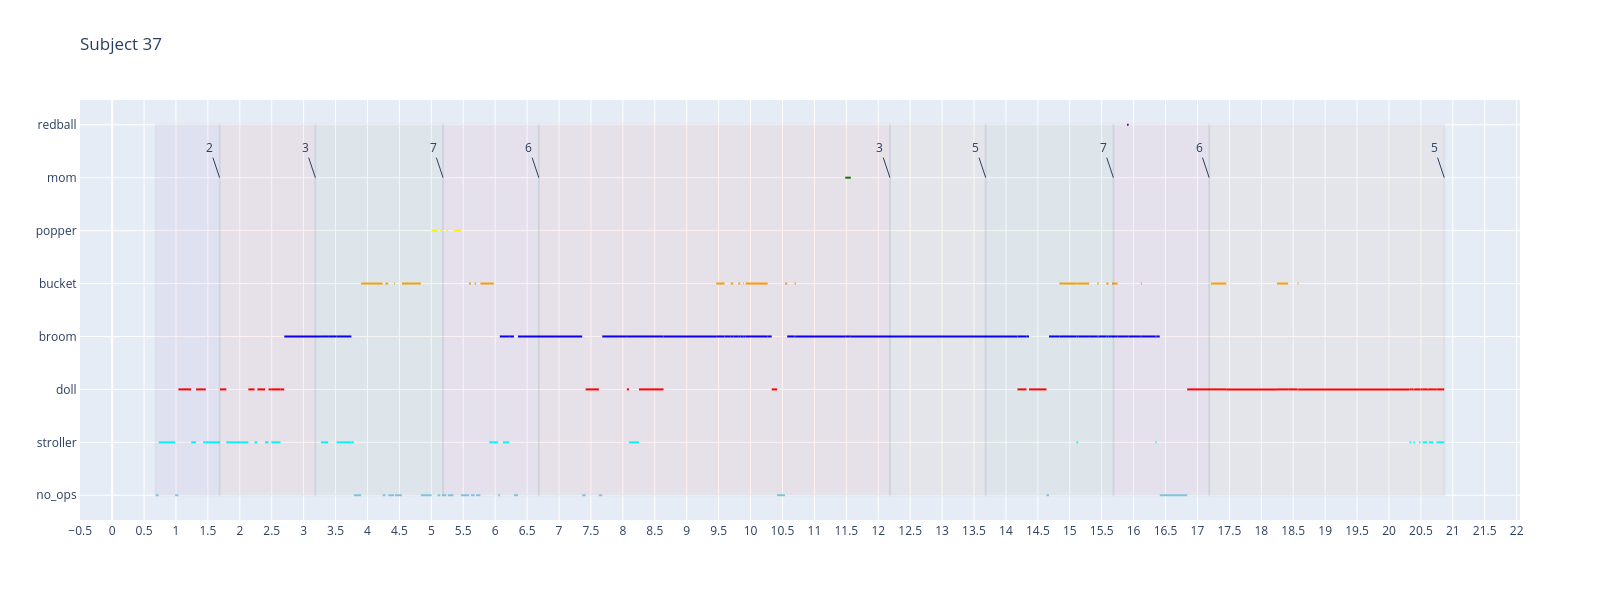 Subject 37
redball
2 3 7 6 3 5 7 6 5
mom
popper
bucket
broom
doll
stroller
no_ops
−0.5 0 0.5 1 1.5 2 2.5 3 3.5 4 4.5 5 5.5 6 6.5 7 7.5 8 8.5 9 9.5 10 10.5 11 11.5 12 12.5 13 13.5 14 14.5 15 15.5 16 16.5 17 17.5 18 18.5 19 19.5 20 20.5 21 21.5 22